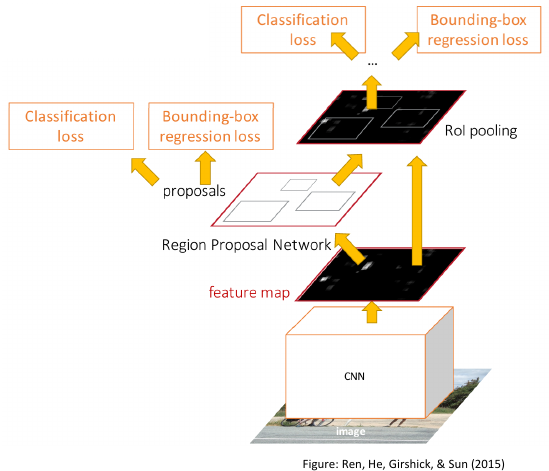 Classification
loss
Bounding-box
regression loss
...
Classification
loss
Bounding-box
regression loss
RoI pooling
proposals
Region Proposal Network
feature map
CNN
image
Figure: Ren, He, Girshick, & Sun (2015)